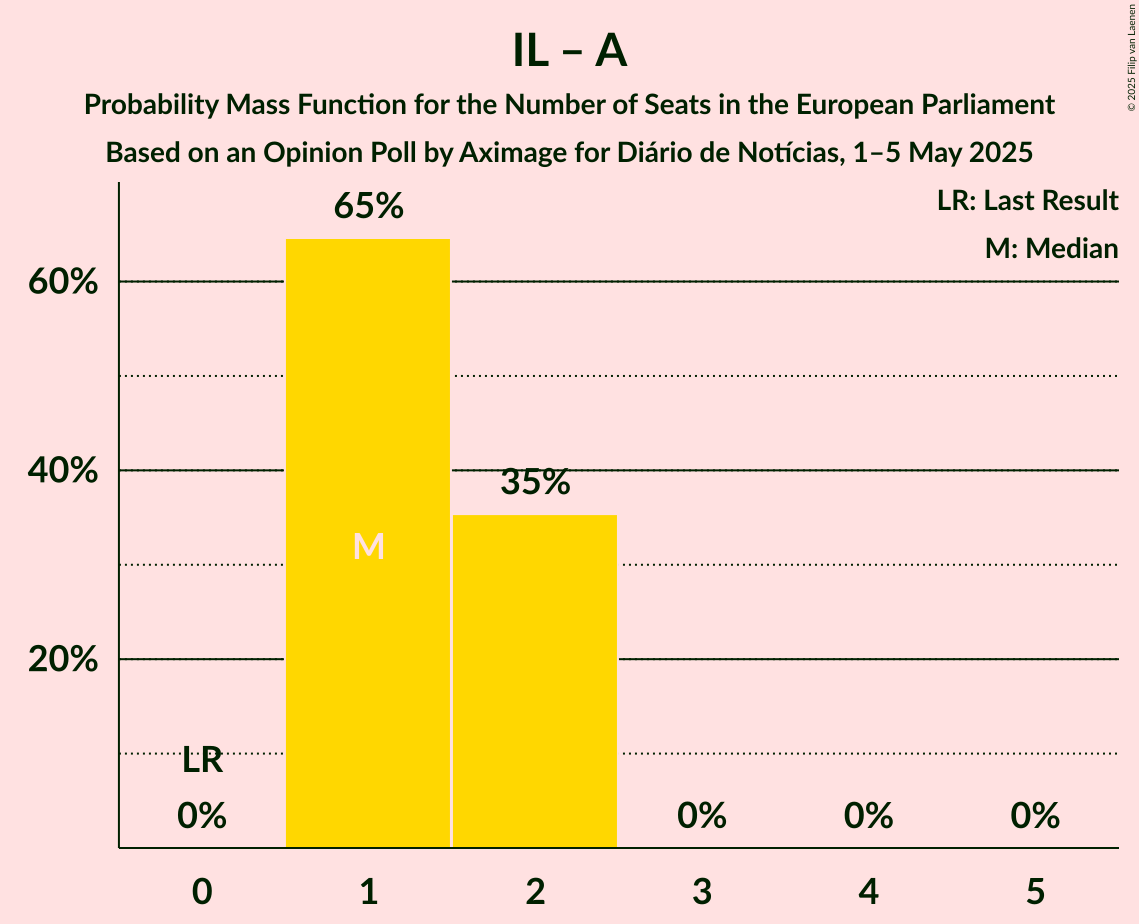 IL – A
Probability Mass Function for the Number of Seats in the European Parliament
Based on an Opinion Poll by Aximage for Diário de Notícias, 1–5 May 2025
© 2025 Filip van Laenen
LR: Last Result
M: Median
65%
60%
40%
35%
M
20%
LR
0%
0%
0%
0%
0
1
2
3
4
5